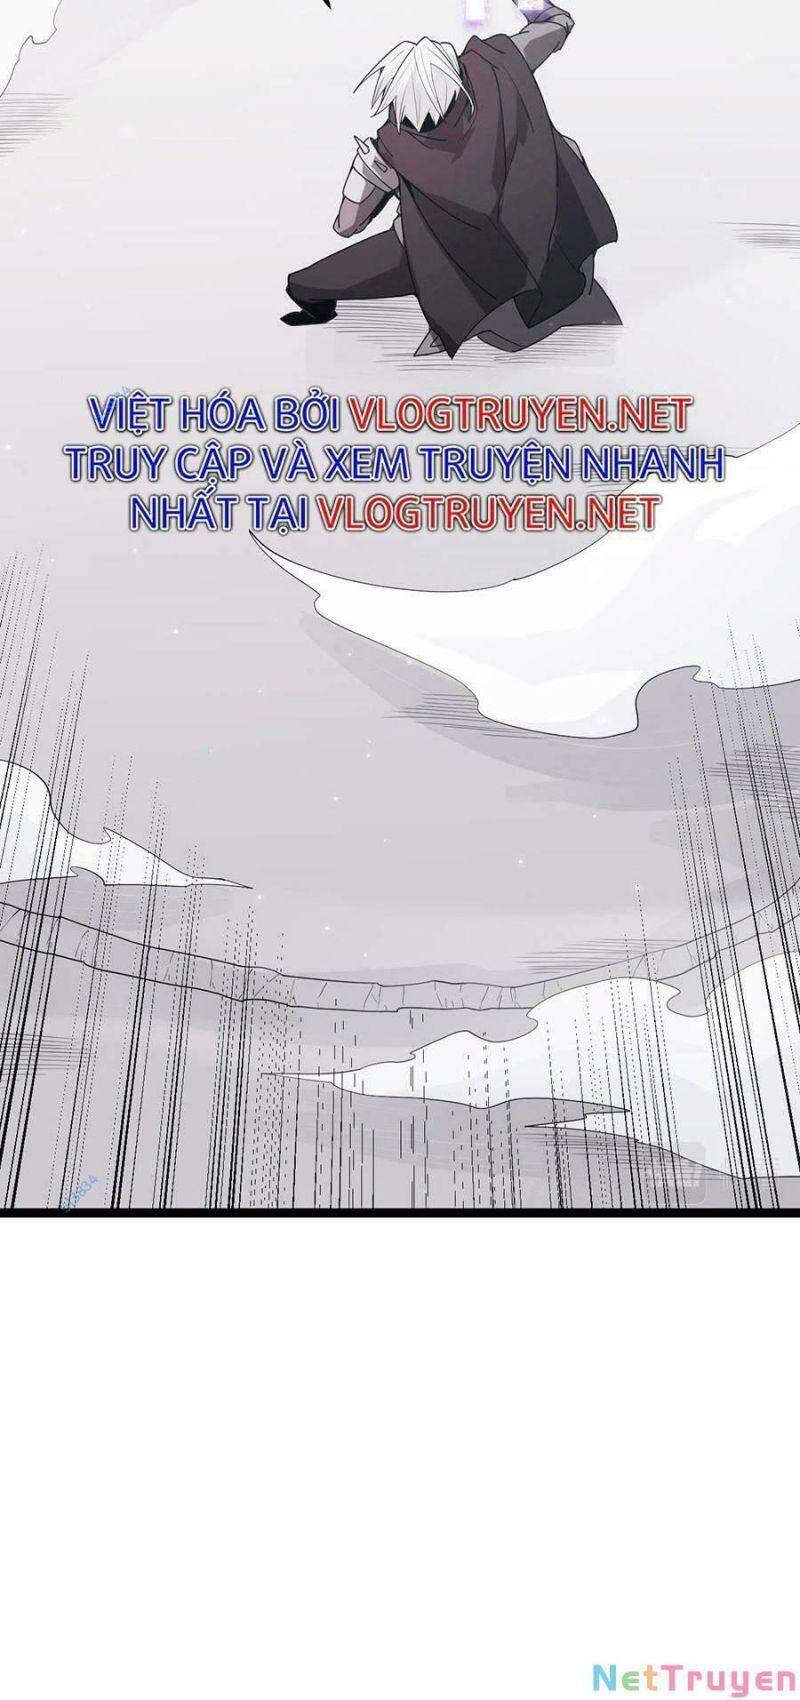 VIỆT HÓA BỞI VLOGTRUYEN.NET
TRUY CẬP VÀ XEM TRUYỆN NHANH
NHẤT TẠI VLOGTRUYEN.NET
NetTruyen